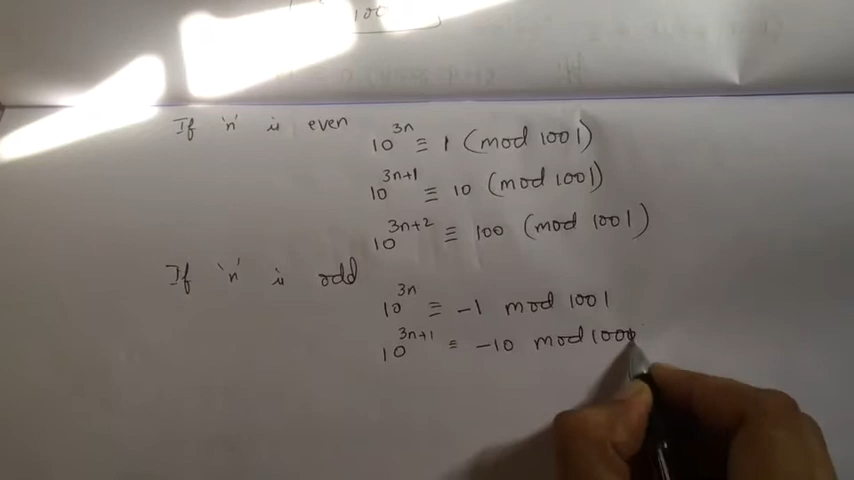 100
If 'n' is even
10^3n ≡ 1 (mod 1001)
10^3n+1 ≡ 10 (mod 1001)
10^3n+2 ≡ 100 (mod 1001)
If 'n' is odd
10^3n ≡ -1 mod 1001
10^3n+1 ≡ -10 mod